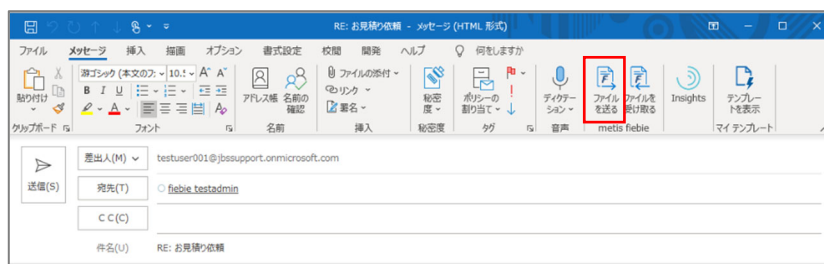 RE: お見積り依頼 - メッセージ (HTML 形式)
ファイル メッセージ 挿入 描画 オプション 書式設定 校閲 開発 ヘルプ 何をしますか
游ゴシック (本文のフ: 10.! A^ A˅
B I U
A A
貼り付け
アドレス帳 名前の
確認
ファイルの添付
リンク
署名
秘密
度
ポリシーの
割り当て
ディクテー
ション
ファイル
を送る
ファイルを
受け取る
Insights
テンプレー
トを表示
クリップボード フォント 名前 挿入 秘密度 タグ 音声 metis fiebie マイ テンプレート
送信(S)
差出人(M) testuser001@jbssupport.onmicrosoft.com
宛先(T) fiebie testadmin
C C(C)
件名(U) RE: お見積り依頼